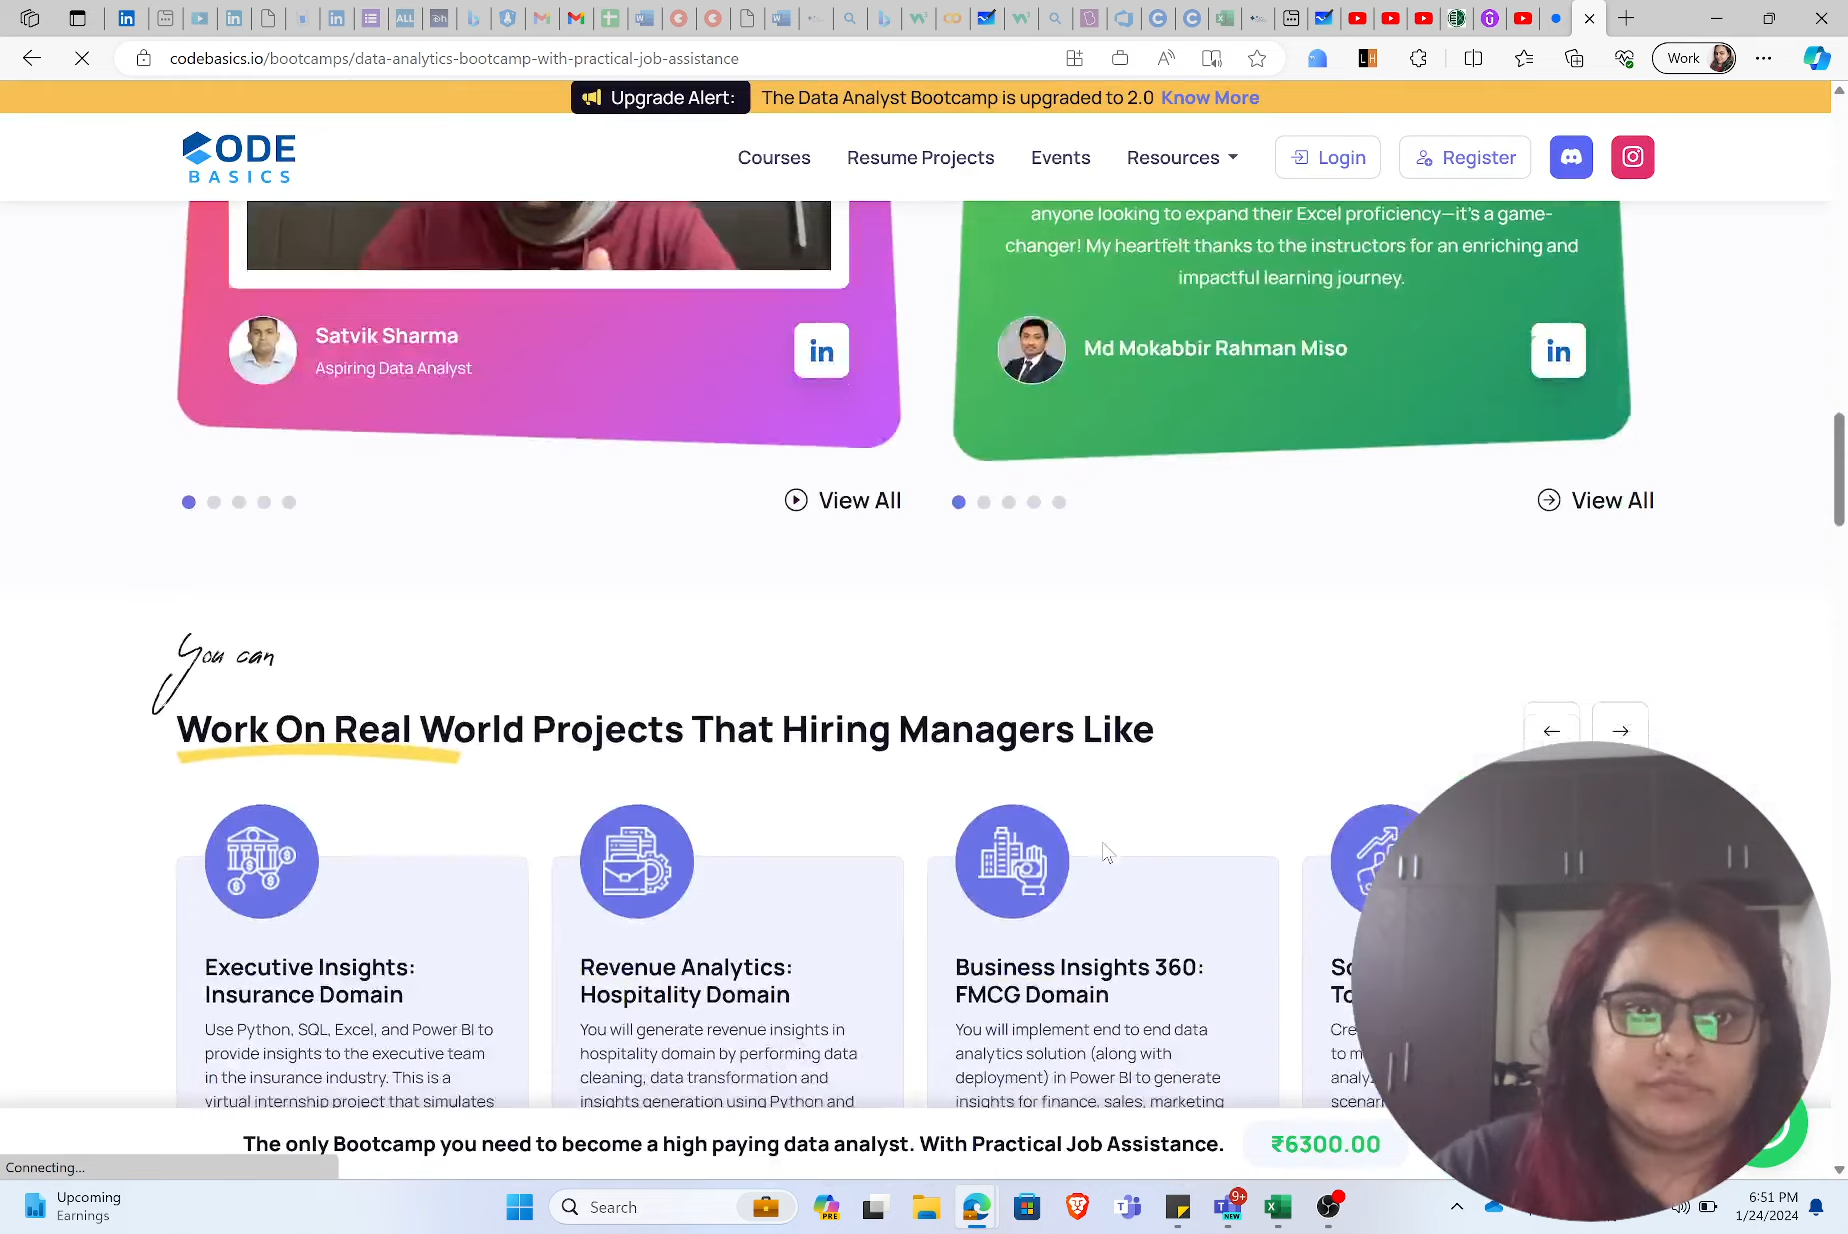 codebasics.io/bootcamps/data-analytics-bootcamp-with-practical-job-assistance
Work
Upgrade Alert: The Data Analyst Bootcamp is upgraded to 2.0 Know More
CODE
BASICS
Courses Resume Projects Events Resources Login Register
anyone looking to expand their Excel proficiency—it's a game-
changer! My heartfelt thanks to the instructors for an enriching and
impactful learning journey.
Satvik Sharma
Aspiring Data Analyst
in
Md Mokabbir Rahman Miso
in
View All
View All
You can
Work On Real World Projects That Hiring Managers Like
Executive Insights:
Insurance Domain
Use Python, SQL, Excel, and Power BI to
provide insights to the executive team
in the insurance industry. This is a
virtual internship project that simulates
Revenue Analytics:
Hospitality Domain
You will generate revenue insights in
hospitality domain by performing data
cleaning, data transformation and
insights generation using Python and
Business Insights 360:
FMCG Domain
You will implement end to end data
analytics solution (along with
deployment) in Power BI to generate
insights for finance, sales, marketing
The only Bootcamp you need to become a high paying data analyst. With Practical Job Assistance. ₹6300.00
Connecting...
Upcoming
Earnings
Search
PRE
NEW
9+
6:51 PM
1/24/2024